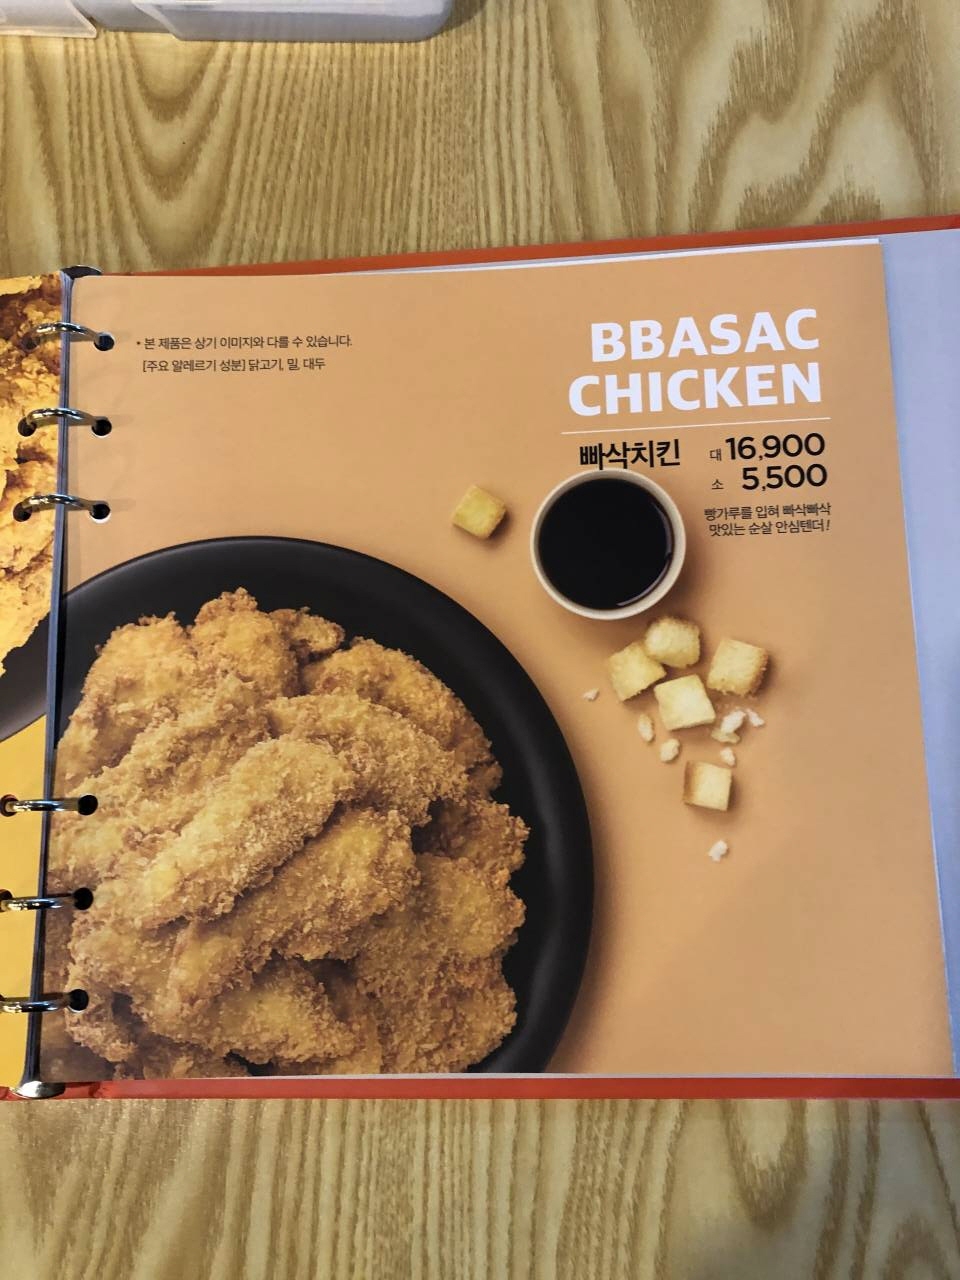 * 본 제품은 상기 이미지와 다를 수 있습니다.
[주요 알레르기 성분] 닭고기, 밀, 대두
BBASAC
CHICKEN
빠삭치킨 대 16,900
소 5,500
빵가루를 입혀 빠삭빠삭
맛있는 순살 안심텐더!